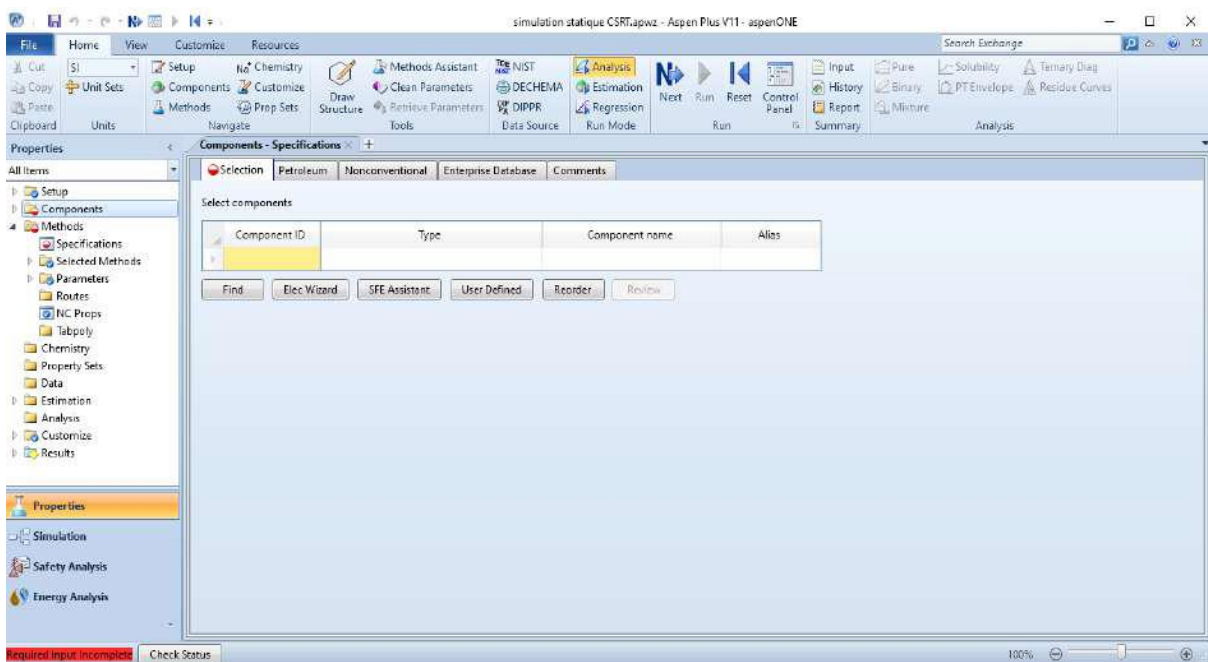 simulation statique CSRT.apwz - Aspen Plus V11 - aspenONE
File Home View Customize Resources Search Exchange
Cut SI Setup Na+ Chemistry Methods Assistant NIST Analysis Input Pure Solubility Ternary Diag
Copy Unit Sets Components Customize Draw Structure Clean Parameters DECHEMA Estimation Next Run Reset Control Panel History Binary PT Envelope Residue Curves
Paste Methods Prop Sets Retrieve Parameters DIPPR Regression Report Mixture
Clipboard Units Navigate Tools Data Source Run Mode Run Summary Analysis
Properties < Components - Specifications × +
All Items Selection Petroleum Nonconventional Enterprise Database Comments
Setup
Components
Methods
Specifications
Selected Methods
Parameters
Routes
NC Props
Tabpoly
Chemistry
Property Sets
Data
Estimation
Analysis
Customize
Results
Select components
Component ID Type Component name Alias
Find Elec Wizard SFE Assistant User Defined Reorder Review
Properties
Simulation
Safety Analysis
Energy Analysis
Required Input Incomplete Check Status 100%